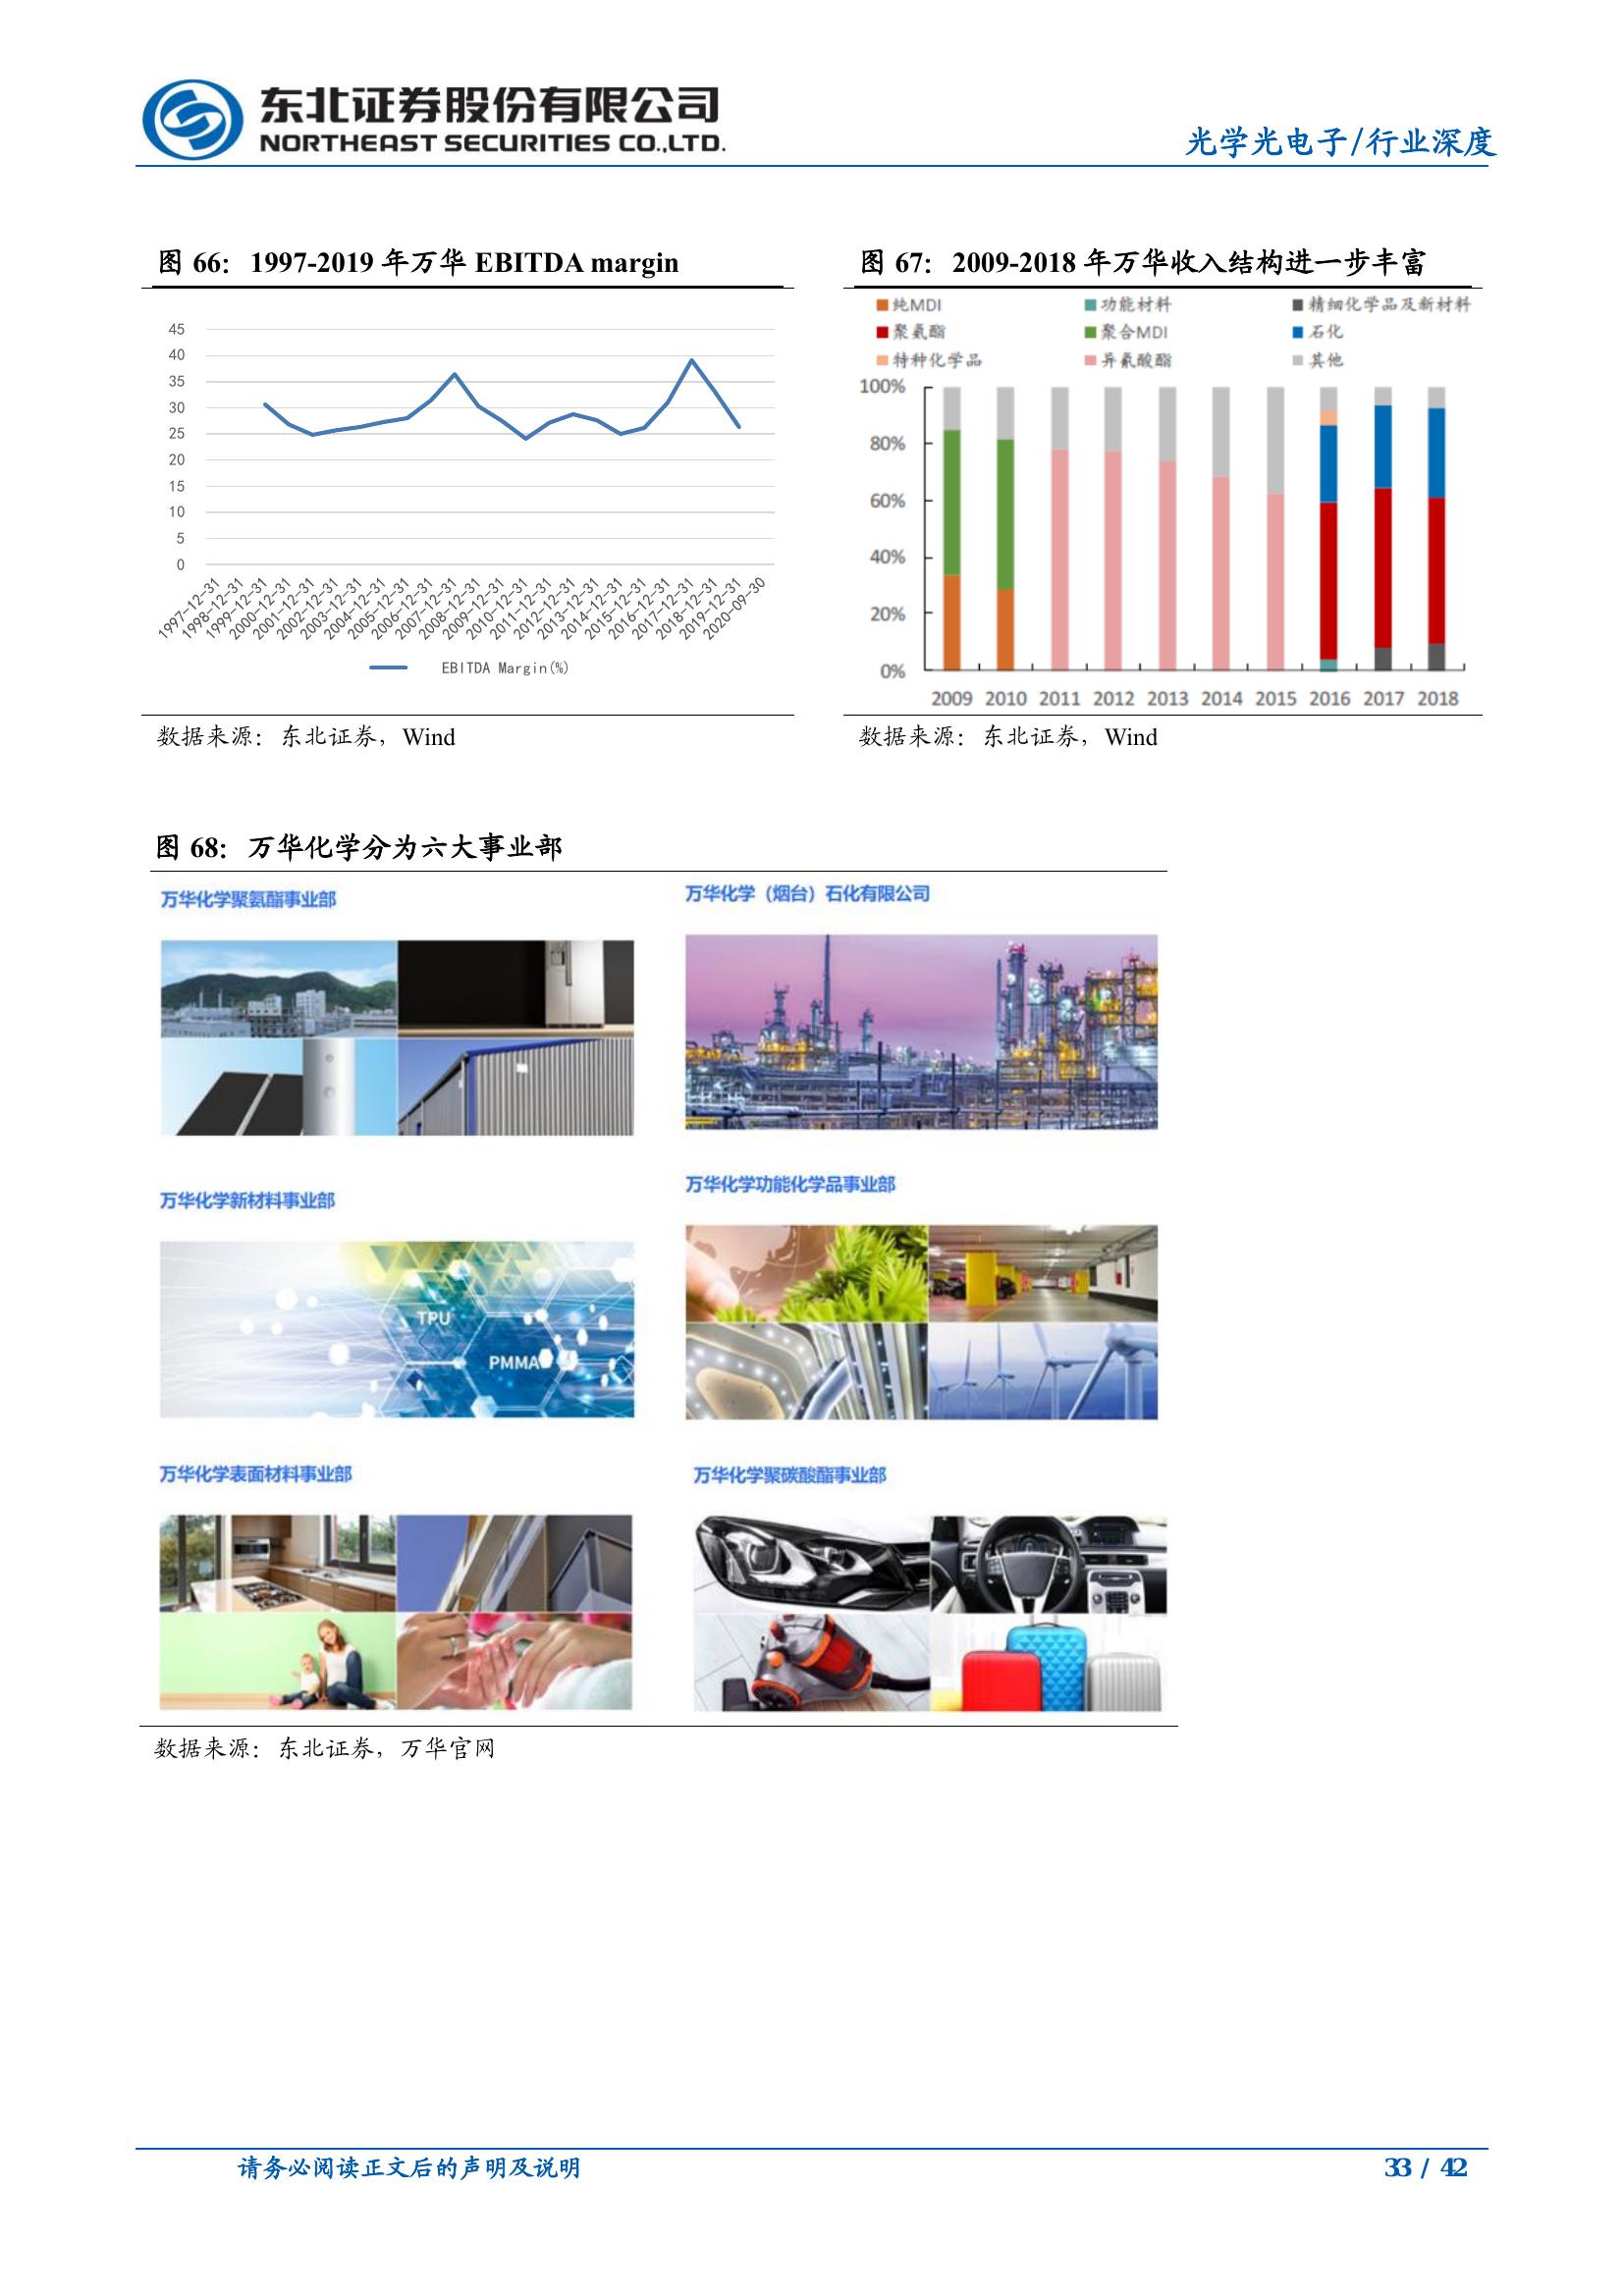 东北证券股份有限公司
NORTHEAST SECURITIES CO.,LTD.
光学光电子/行业深度
图 66：1997-2019 年万华 EBITDA margin
45
40
35
30
25
20
15
10
5
0
1997-12-31
1998-12-31
1999-12-31
2000-12-31
2001-12-31
2002-12-31
2003-12-31
2004-12-31
2005-12-31
2006-12-31
2007-12-31
2008-12-31
2009-12-31
2010-12-31
2011-12-31
2012-12-31
2013-12-31
2014-12-31
2015-12-31
2016-12-31
2017-12-31
2018-12-31
2019-12-31
2020-09-30
EBITDA Margin(%)
数据来源：东北证券，Wind
图 67：2009-2018 年万华收入结构进一步丰富
纯MDI 功能材料 精细化学品及新材料
聚氨酯 聚合MDI 石化
特种化学品 异氰酸酯 其他
100%
80%
60%
40%
20%
0%
2009 2010 2011 2012 2013 2014 2015 2016 2017 2018
数据来源：东北证券，Wind
图 68：万华化学分为六大事业部
万华化学聚氨酯事业部
万华化学（烟台）石化有限公司
万华化学新材料事业部
TPU
PMMA
万华化学功能化学品事业部
万华化学表面材料事业部
万华化学聚碳酸酯事业部
数据来源：东北证券，万华官网
请务必阅读正文后的声明及说明
33 / 42